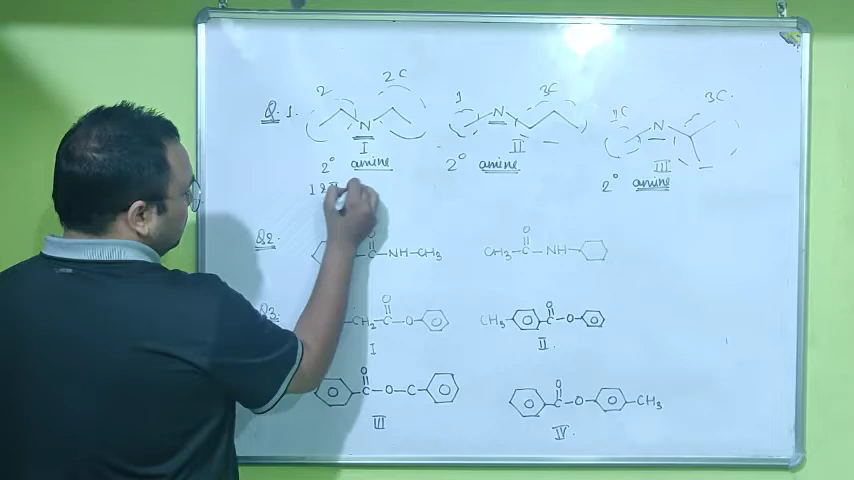 2 2C 1 3C 1C 3C.
Q.1. N N N
I II III
2° amine 2° amine 2° amine
1 &
Q2. O O
C-NH-CH3 CH3-C-NH-
Q3. O O
CH2-C-O- CH3- C-O-
I II.
O O
C-O-C- C-O- -CH3
III IV.